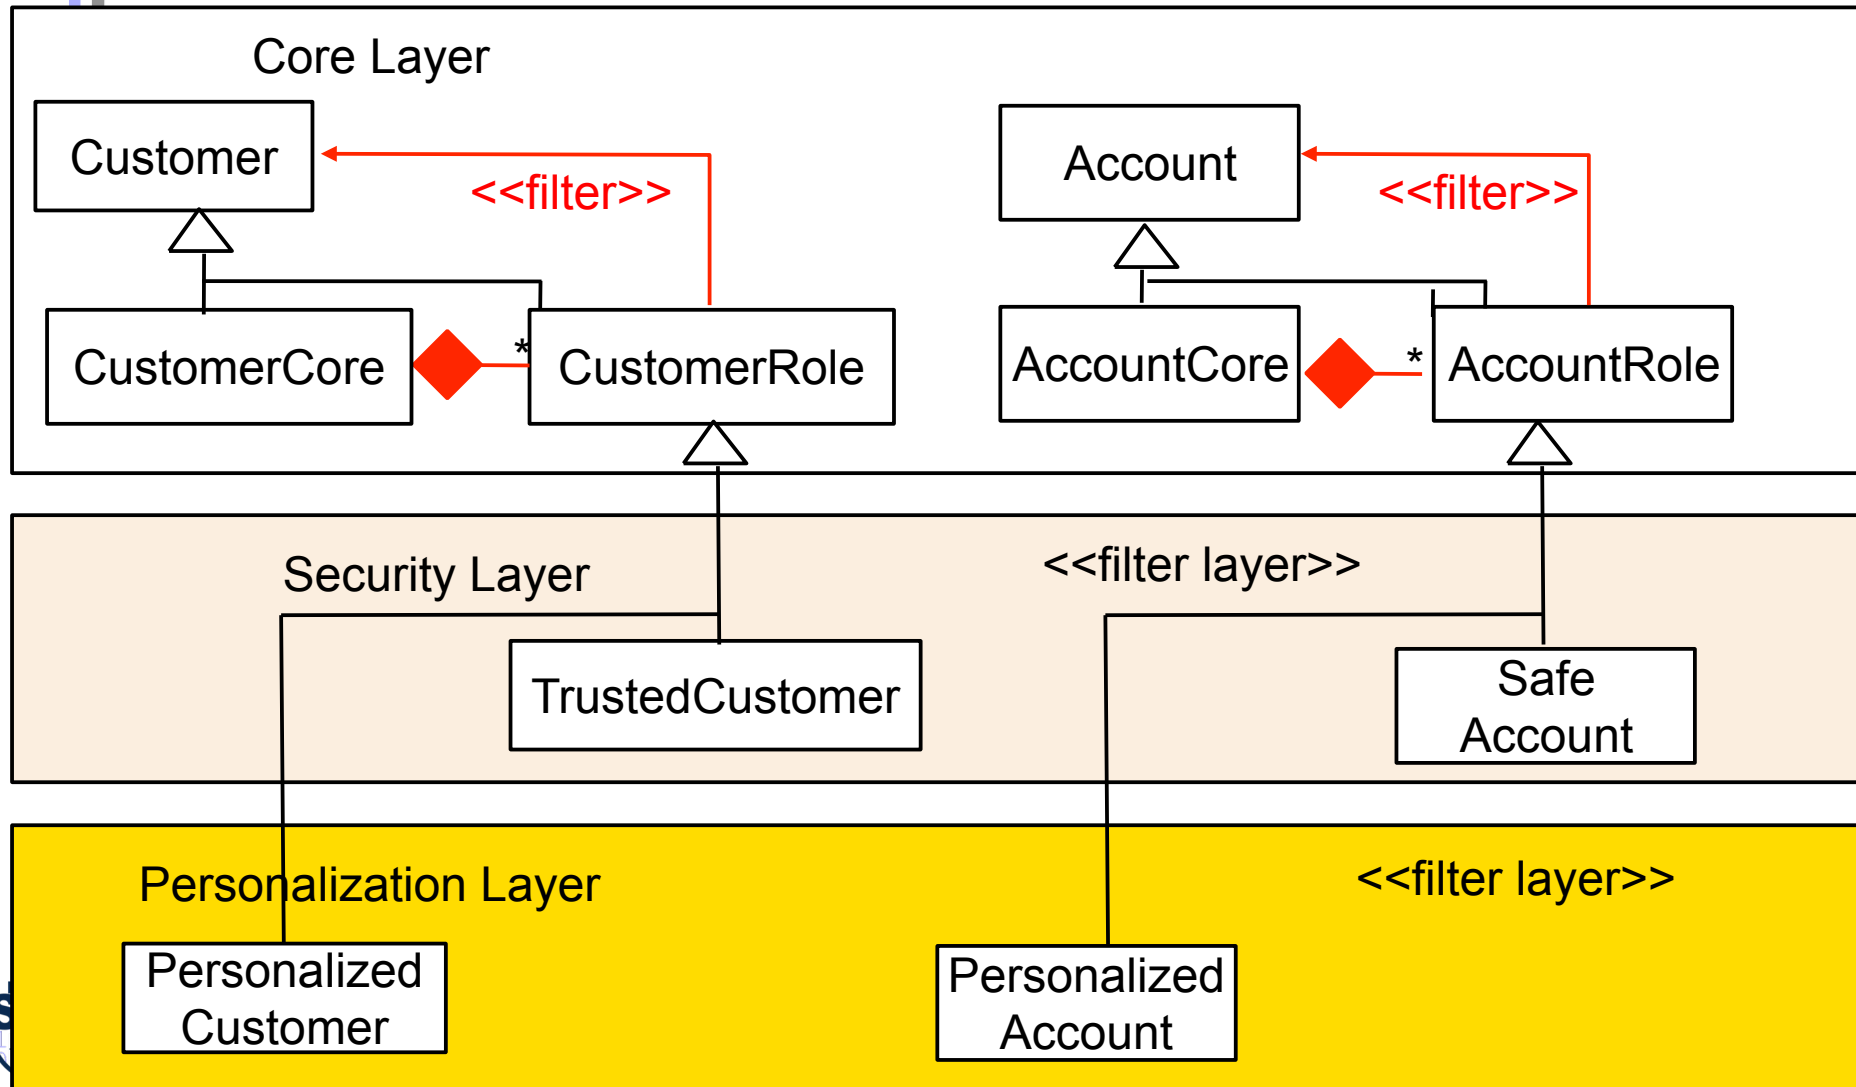 Core Layer
Customer
<<filter>>
Account
<<filter>>
CustomerCore
*
CustomerRole
AccountCore
*
AccountRole
Security Layer
<<filter layer>>
TrustedCustomer
Safe
Account
Personalization Layer
<<filter layer>>
Personalized
Customer
Personalized
Account